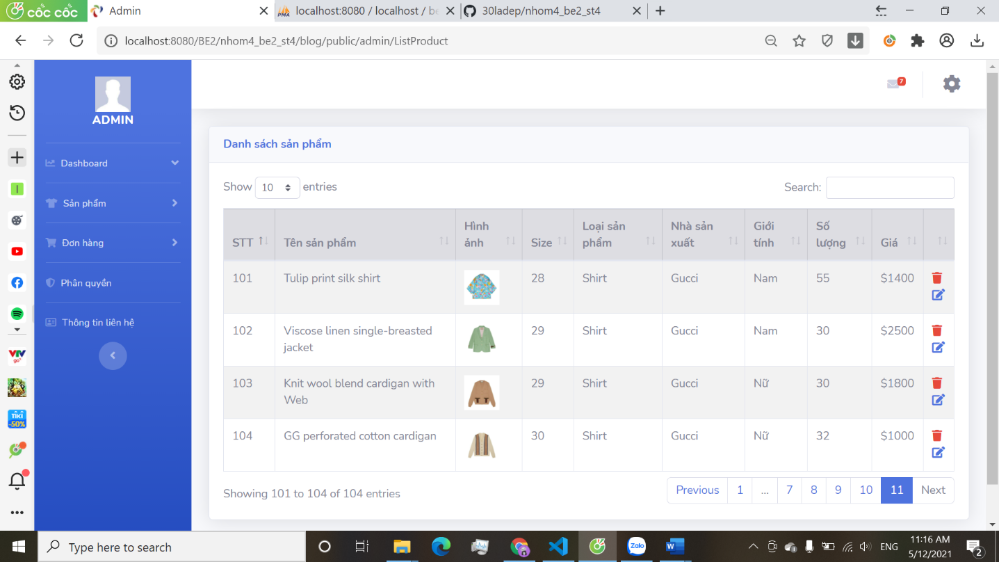 cốc cốc
Admin
localhost:8080 / localhost / be
30ladep/nhom4_be2_st4
localhost:8080/BE2/nhom4_be2_st4/blog/public/admin/ListProduct
7
ADMIN
Dashboard
Sản phẩm
Đơn hàng
Phân quyền
Thông tin liên hệ
VTV
go
TIKI
-50%
Danh sách sản phẩm
Show 10 entries
Search:
STT Tên sản phẩm Hình ảnh Size Loại sản phẩm Nhà sản xuất Giới tính Số lượng Giá
101 Tulip print silk shirt 28 Shirt Gucci Nam 55 $1400
102 Viscose linen single-breasted jacket 29 Shirt Gucci Nam 30 $2500
103 Knit wool blend cardigan with Web 29 Shirt Gucci Nữ 30 $1800
104 GG perforated cotton cardigan 30 Shirt Gucci Nữ 32 $1000
Showing 101 to 104 of 104 entries
Previous 1 ... 7 8 9 10 11 Next
Type here to search
Zalo
ENG
11:16 AM
5/12/2021
2